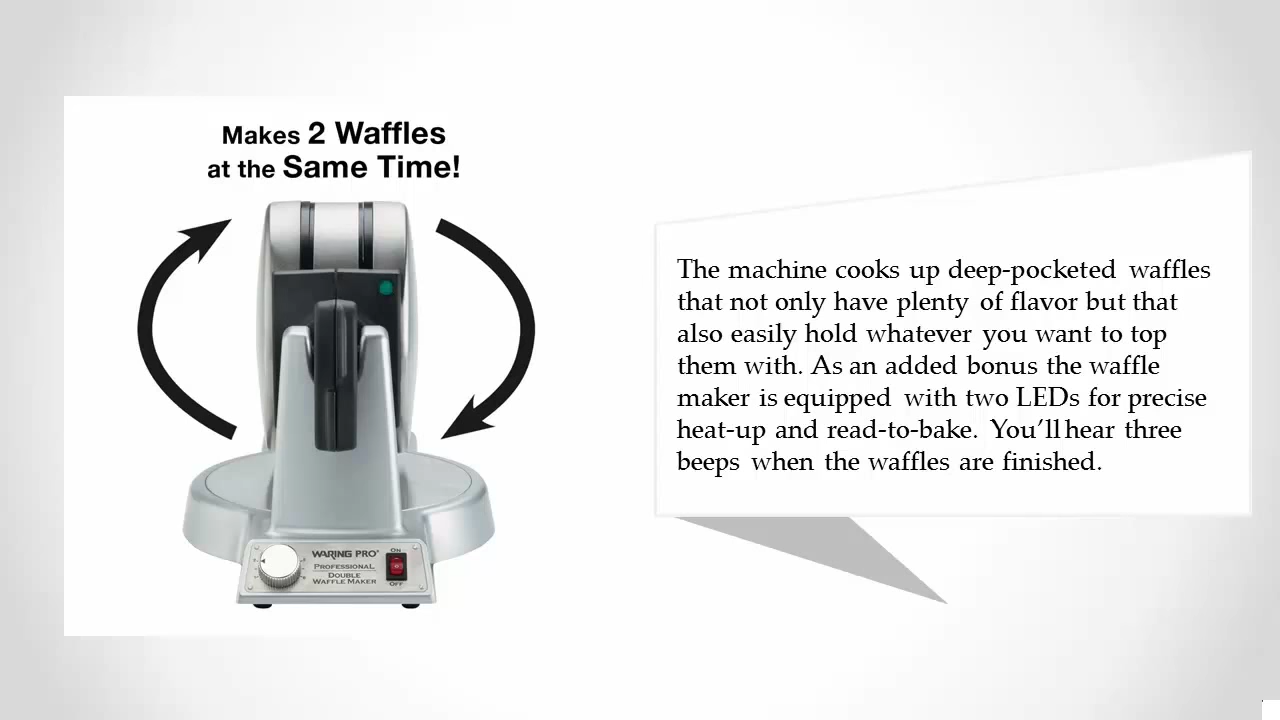 Makes 2 Waffles
at the Same Time!
The machine cooks up deep-pocketed waffles
that not only have plenty of flavor but that
also easily hold whatever you want to top
them with. As an added bonus the waffle
maker is equipped with two LEDs for precise
heat-up and read-to-bake. You'll hear three
beeps when the waffles are finished.
WARING PRO®
PROFESSIONAL
DOUBLE
WAFFLE MAKER
ON
OFF